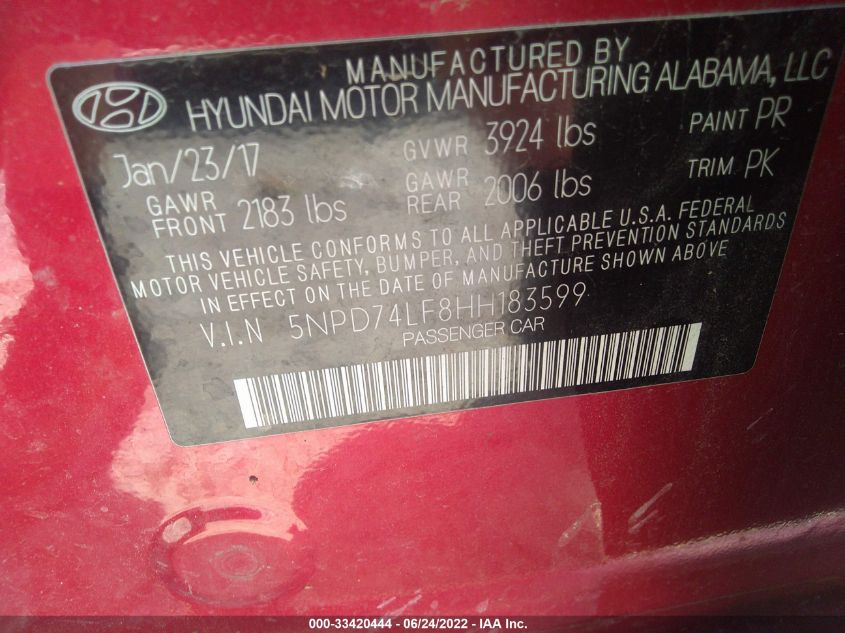 MANUFACTURED BY
HYUNDAI MOTOR MANUFACTURING ALABAMA, LLC
Jan/23/17 GVWR 3924 lbs PAINT PR
GAWR FRONT 2183 lbs GAWR REAR 2006 lbs TRIM PK
THIS VEHICLE CONFORMS TO ALL APPLICABLE U.S.A. FEDERAL
MOTOR VEHICLE SAFETY, BUMPER, AND THEFT PREVENTION STANDARDS
IN EFFECT ON THE DATE OF MANUFACTURE SHOWN ABOVE
V.I.N 5NPD74LF8HH183599
PASSENGER CAR
000-33420444 - 06/24/2022 - IAA Inc.